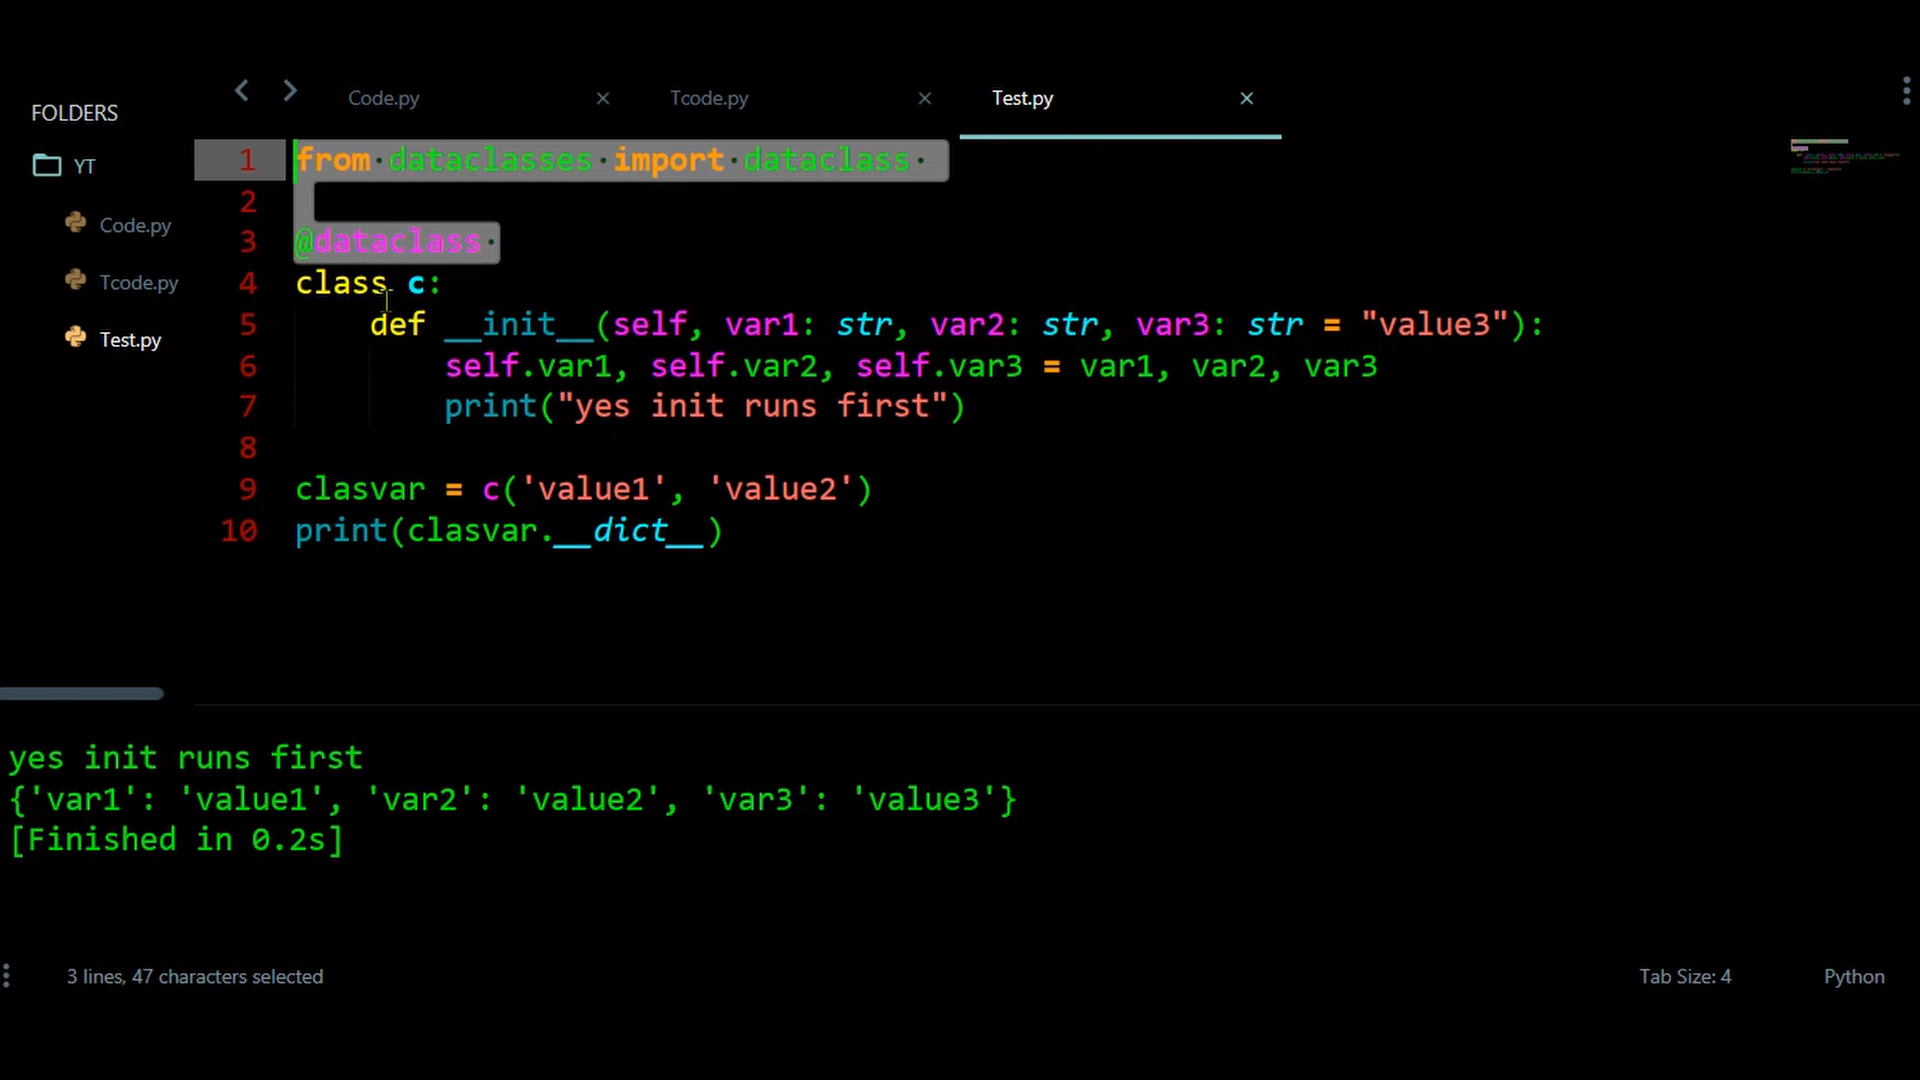 FOLDERS
YT
Code.py
Tcode.py
Test.py
Code.py × Tcode.py × Test.py ×
1 from dataclasses import dataclass
2
3 @dataclass
4 class c:
5     def __init__(self, var1: str, var2: str, var3: str = "value3"):
6         self.var1, self.var2, self.var3 = var1, var2, var3
7         print("yes init runs first")
8
9 clasvar = c('value1', 'value2')
10 print(clasvar.__dict__)
yes init runs first
{'var1': 'value1', 'var2': 'value2', 'var3': 'value3'}
[Finished in 0.2s]
3 lines, 47 characters selected
Tab Size: 4
Python